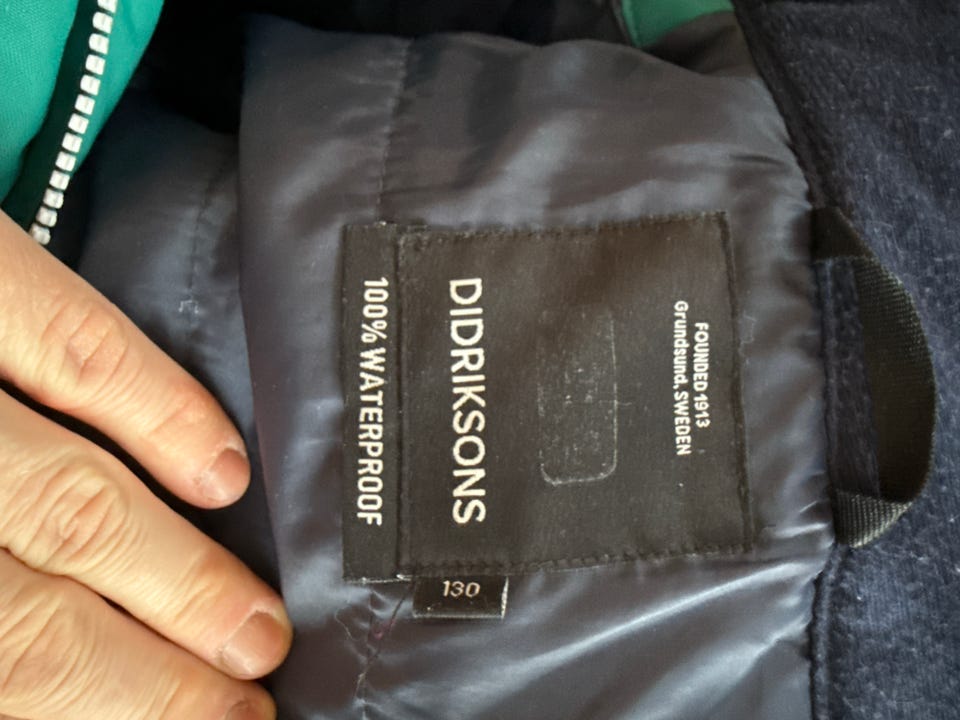 FOUNDED 1913
Grundsund, SWEDEN
DIDRIKSONS
100% WATERPROOF
130